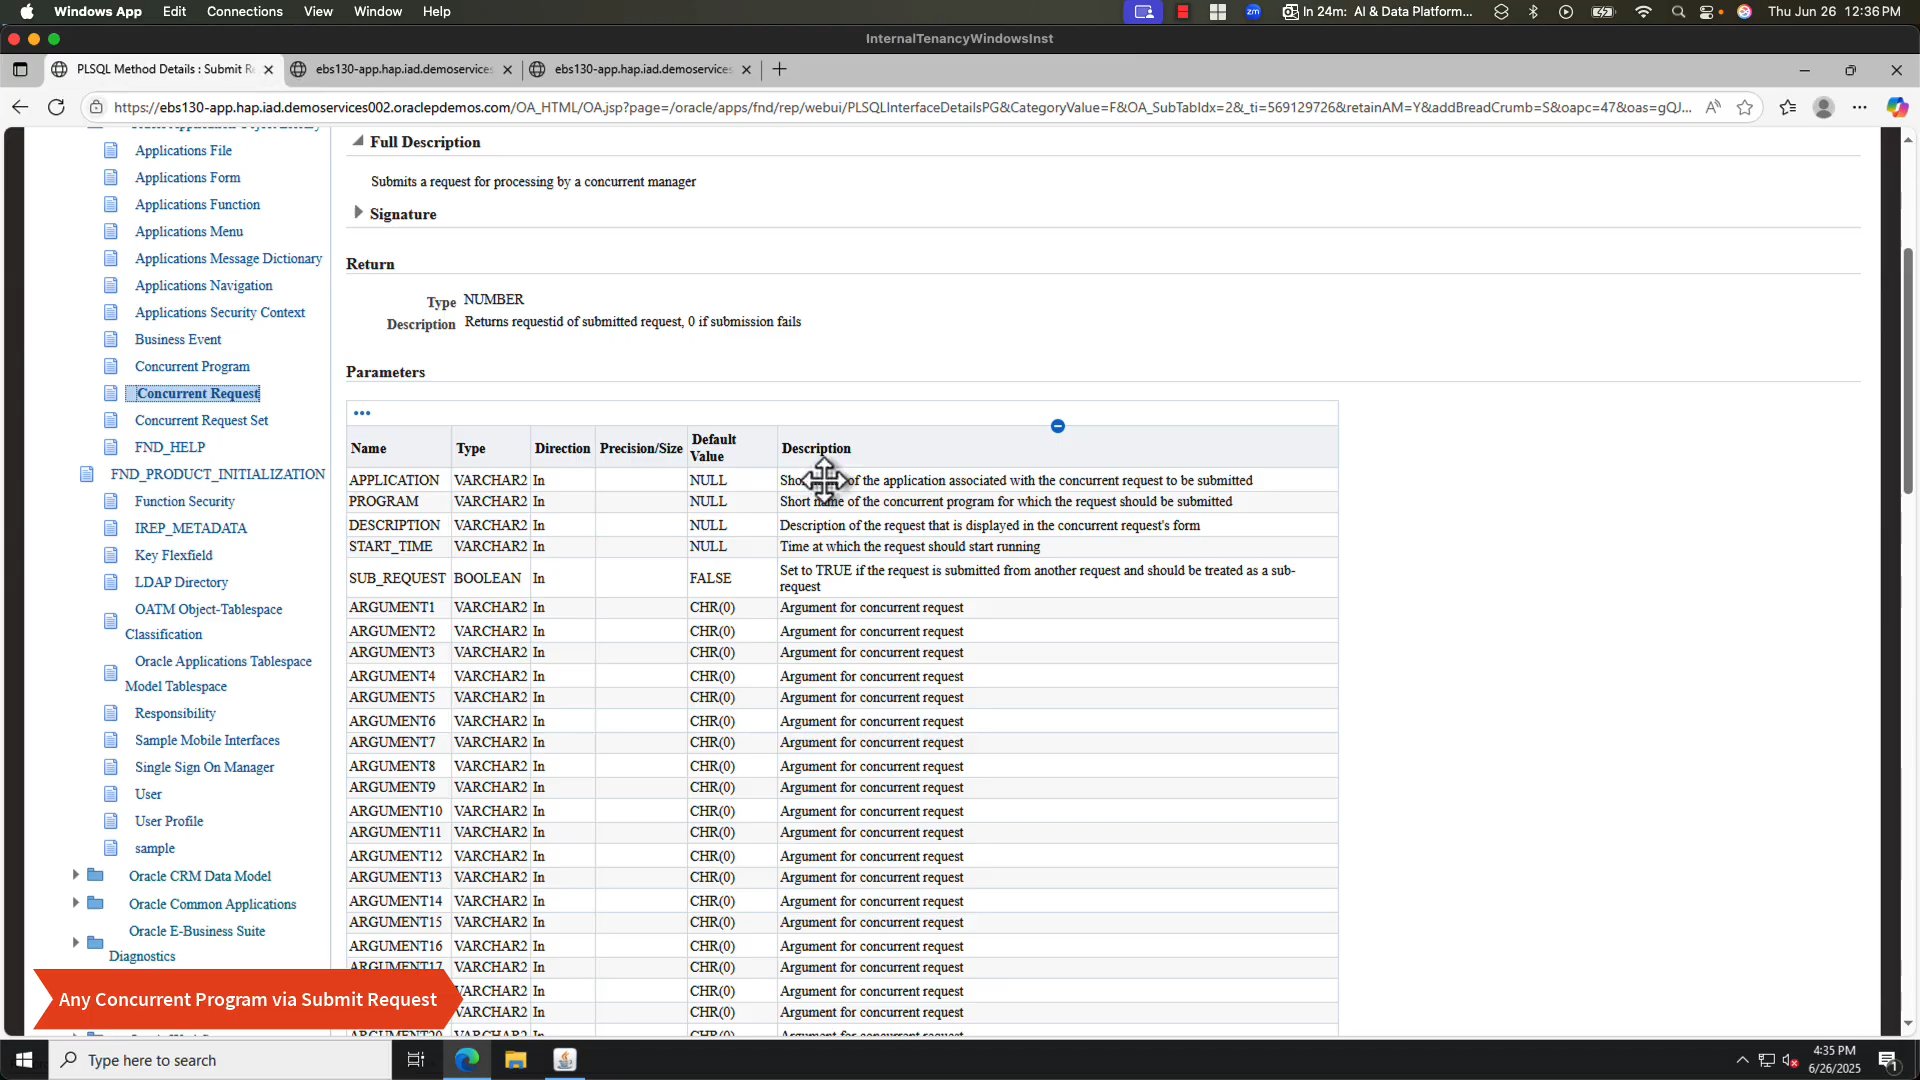 Windows App Edit Connections View Window Help
zm In 24m: AI & Data Platform... Thu Jun 26 12:36 PM
InternalTenancyWindowsInst
PLSQL Method Details : Submit Re
ebs130-app.hap.iad.demoservices
ebs130-app.hap.iad.demoservices
https://ebs130-app.hap.iad.demoservices002.oraclepdemos.com/OA_HTML/OA.jsp?page=/oracle/apps/fnd/rep/webui/PLSQLInterfaceDetailsPG&CategoryValue=F&OA_SubTabIdx=2&_ti=569129726&retainAM=Y&addBreadCrumb=S&oapc=47&oas=gQJ...
Applications File
Applications Form
Applications Function
Applications Menu
Applications Message Dictionary
Applications Navigation
Applications Security Context
Business Event
Concurrent Program
Concurrent Request
Concurrent Request Set
FND_HELP
FND_PRODUCT_INITIALIZATION
Function Security
IREP_METADATA
Key Flexfield
LDAP Directory
OATM Object-Tablespace
Classification
Oracle Applications Tablespace
Model Tablespace
Responsibility
Sample Mobile Interfaces
Single Sign On Manager
User
User Profile
sample
Oracle CRM Data Model
Oracle Common Applications
Oracle E-Business Suite
Diagnostics
Full Description
Submits a request for processing by a concurrent manager
Signature
Return
Type NUMBER
Description Returns requestid of submitted request, 0 if submission fails
Parameters
Name Type Direction Precision/Size Default Value Description
APPLICATION VARCHAR2 In NULL of the application associated with the concurrent request to be submitted
PROGRAM VARCHAR2 In NULL Short name of the concurrent program for which the request should be submitted
DESCRIPTION VARCHAR2 In NULL Description of the request that is displayed in the concurrent request's form
START_TIME VARCHAR2 In NULL Time at which the request should start running
SUB_REQUEST BOOLEAN In FALSE Set to TRUE if the request is submitted from another request and should be treated as a sub-
request
ARGUMENT1 VARCHAR2 In CHR(0) Argument for concurrent request
ARGUMENT2 VARCHAR2 In CHR(0) Argument for concurrent request
ARGUMENT3 VARCHAR2 In CHR(0) Argument for concurrent request
ARGUMENT4 VARCHAR2 In CHR(0) Argument for concurrent request
ARGUMENT5 VARCHAR2 In CHR(0) Argument for concurrent request
ARGUMENT6 VARCHAR2 In CHR(0) Argument for concurrent request
ARGUMENT7 VARCHAR2 In CHR(0) Argument for concurrent request
ARGUMENT8 VARCHAR2 In CHR(0) Argument for concurrent request
ARGUMENT9 VARCHAR2 In CHR(0) Argument for concurrent request
ARGUMENT10 VARCHAR2 In CHR(0) Argument for concurrent request
ARGUMENT11 VARCHAR2 In CHR(0) Argument for concurrent request
ARGUMENT12 VARCHAR2 In CHR(0) Argument for concurrent request
ARGUMENT13 VARCHAR2 In CHR(0) Argument for concurrent request
ARGUMENT14 VARCHAR2 In CHR(0) Argument for concurrent request
ARGUMENT15 VARCHAR2 In CHR(0) Argument for concurrent request
ARGUMENT16 VARCHAR2 In CHR(0) Argument for concurrent request
ARGUMENT17 VARCHAR2 In CHR(0) Argument for concurrent request
VARCHAR2 In CHR(0) Argument for concurrent request
VARCHAR2 In CHR(0) Argument for concurrent request
ARGUMENT20 VARCHAR2 In CHR(0) Argument for concurrent request
Any Concurrent Program via Submit Request
Type here to search
4:35 PM
6/26/2025
1